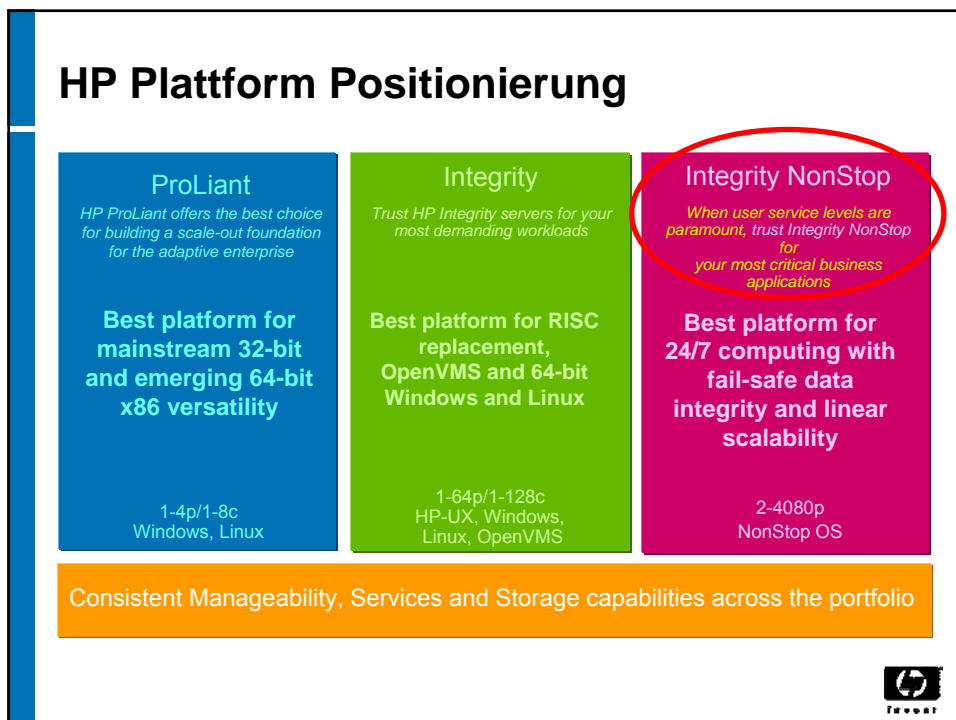 HP Plattform Positionierung
ProLiant
HP ProLiant offers the best choice
for building a scale-out foundation
for the adaptive enterprise
Best platform for
mainstream 32-bit
and emerging 64-bit
x86 versatility
1-4p/1-8c
Windows, Linux
Integrity
Trust HP Integrity servers for your
most demanding workloads
Best platform for RISC
replacement,
OpenVMS and 64-bit
Windows and Linux
1-64p/1-128c
HP-UX, Windows,
Linux, OpenVMS
Integrity NonStop
When user service levels are
paramount, trust Integrity NonStop
for
your most critical business
applications
Best platform for
24/7 computing with
fail-safe data
integrity and linear
scalability
2-4080p
NonStop OS
Consistent Manageability, Services and Storage capabilities across the portfolio
hp
invent